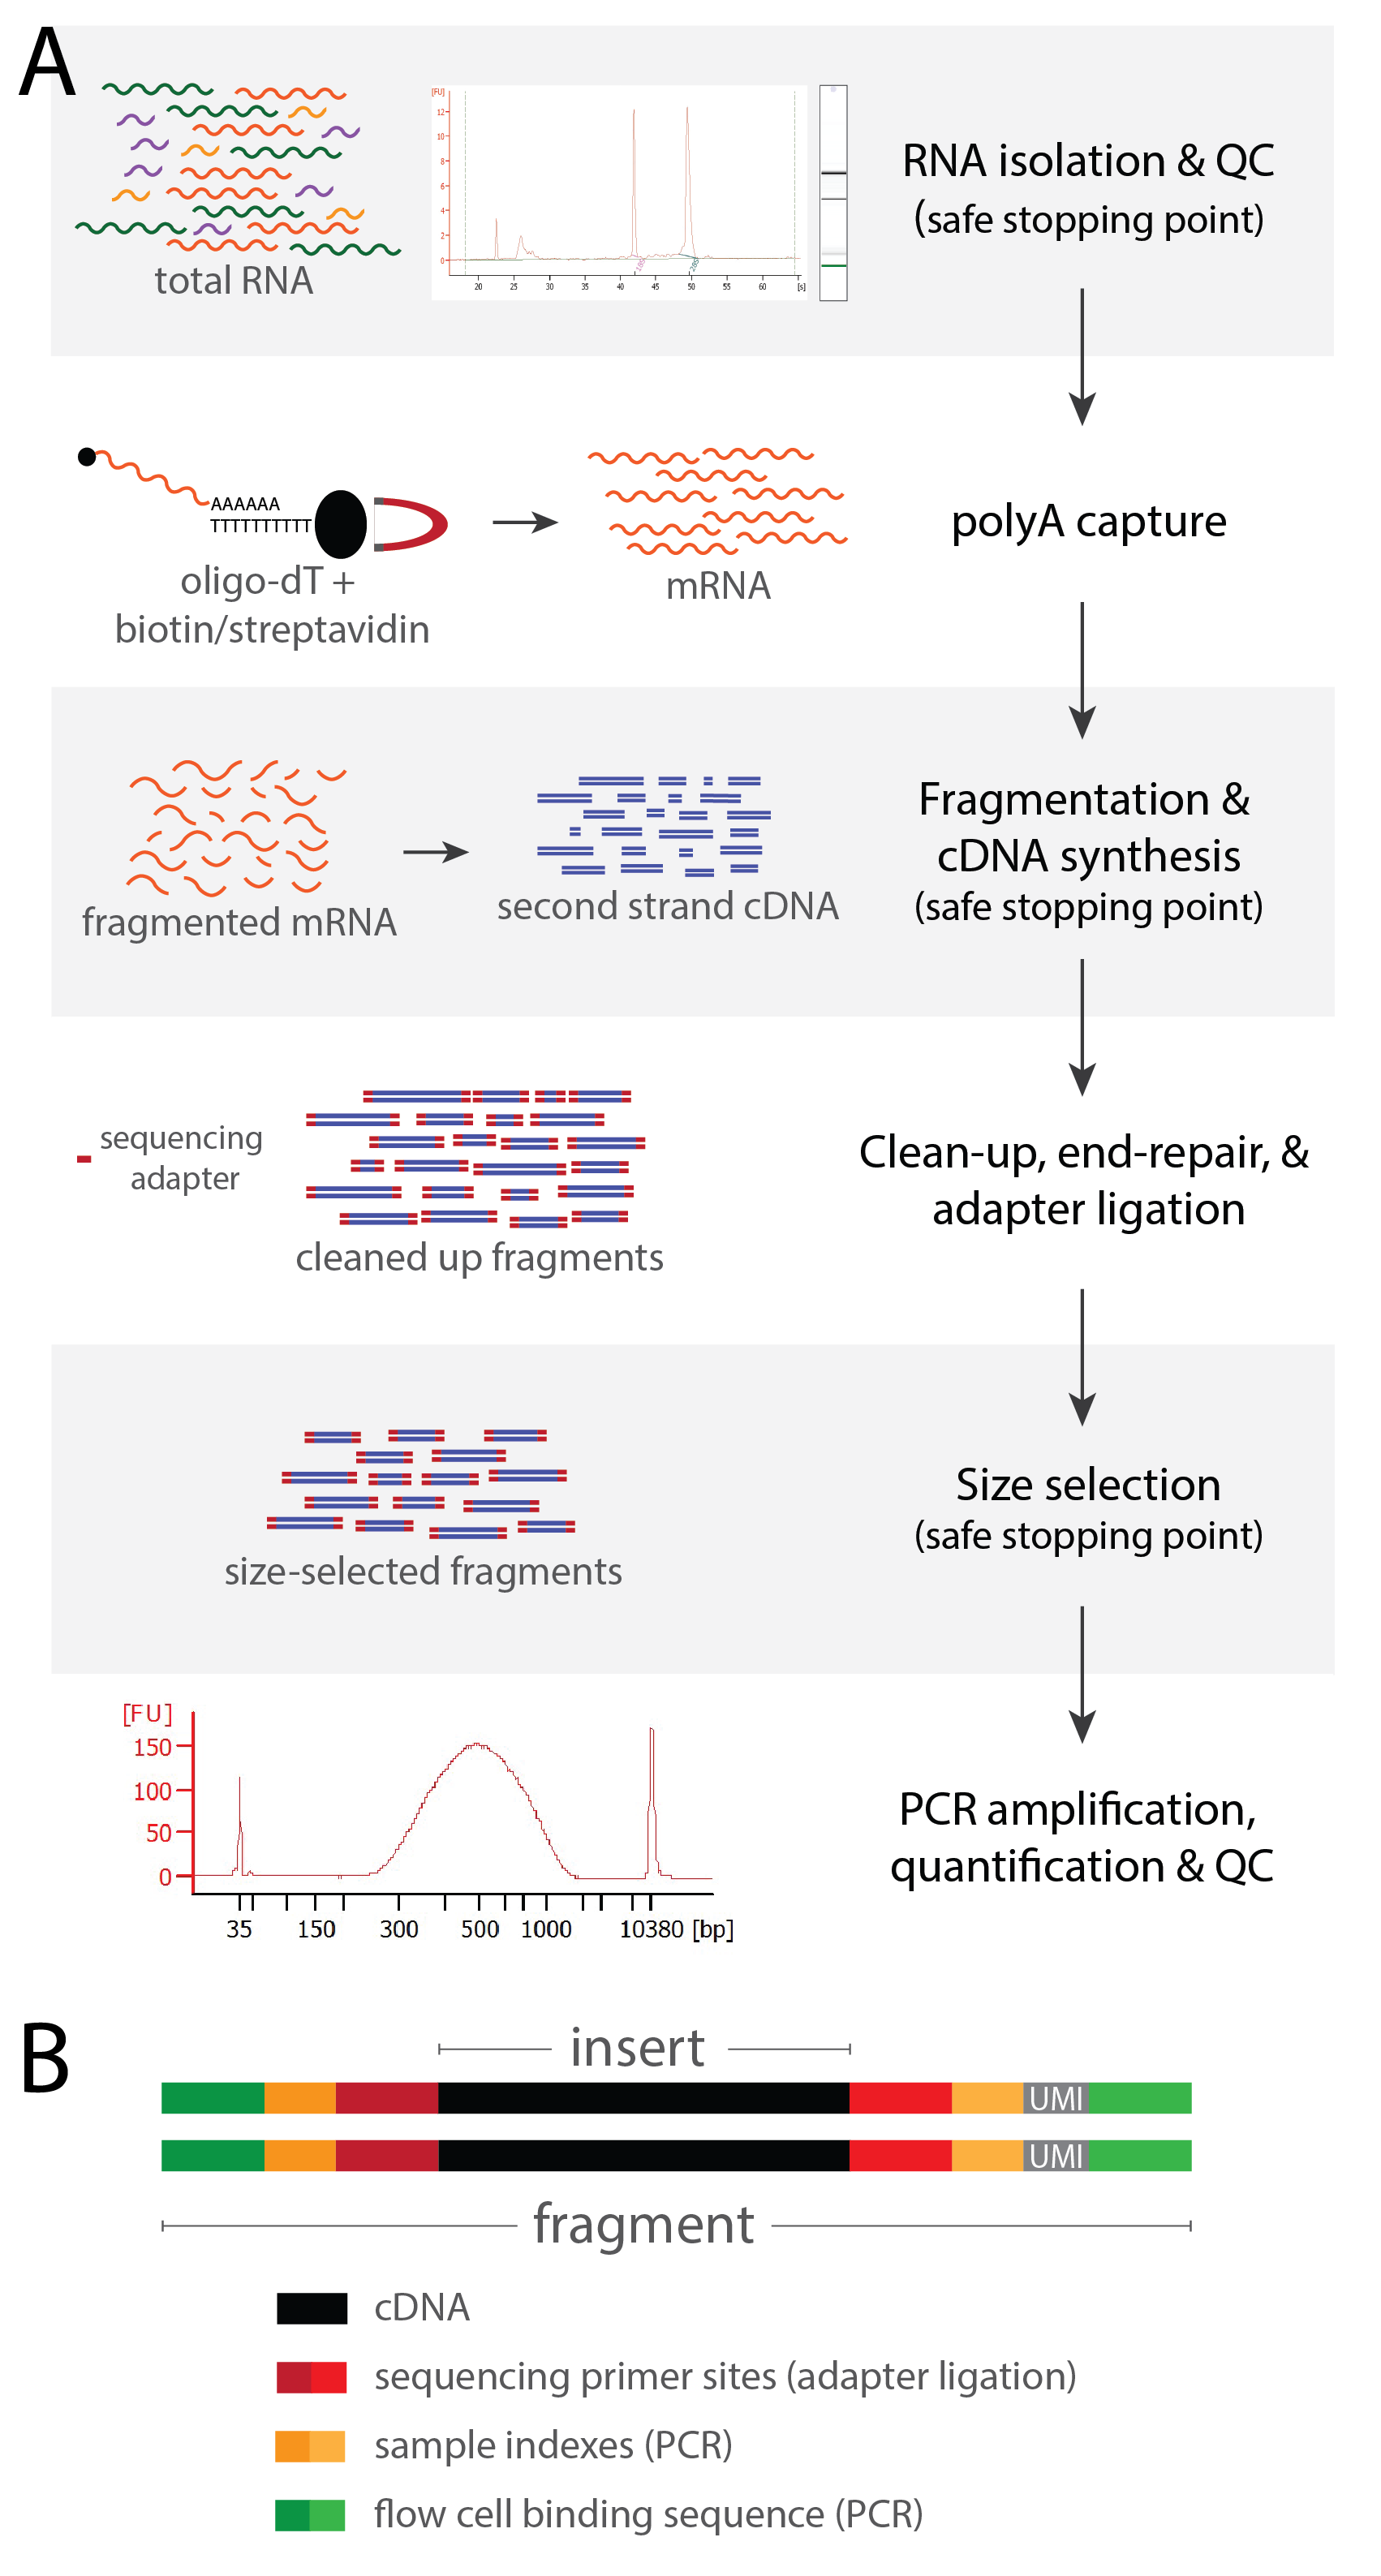 A
total RNA
[FU]
12
10
8
6
4
2
0
18S
28S
20 25 30 35 40 45 50 55 60 [s]
RNA isolation & QC
(safe stopping point)
AAAAAA
TTTTTTTTTT
oligo-dT +
biotin/streptavidin
mRNA
polyA capture
fragmented mRNA
second strand cDNA
Fragmentation &
cDNA synthesis
(safe stopping point)
sequencing
adapter
cleaned up fragments
Clean-up, end-repair, &
adapter ligation
size-selected fragments
Size selection
(safe stopping point)
[FU]
150
100
50
0
35 150 300 500 1000 10380 [bp]
PCR amplification,
quantification & QC
B
insert
UMI
UMI
fragment
cDNA
sequencing primer sites (adapter ligation)
sample indexes (PCR)
flow cell binding sequence (PCR)